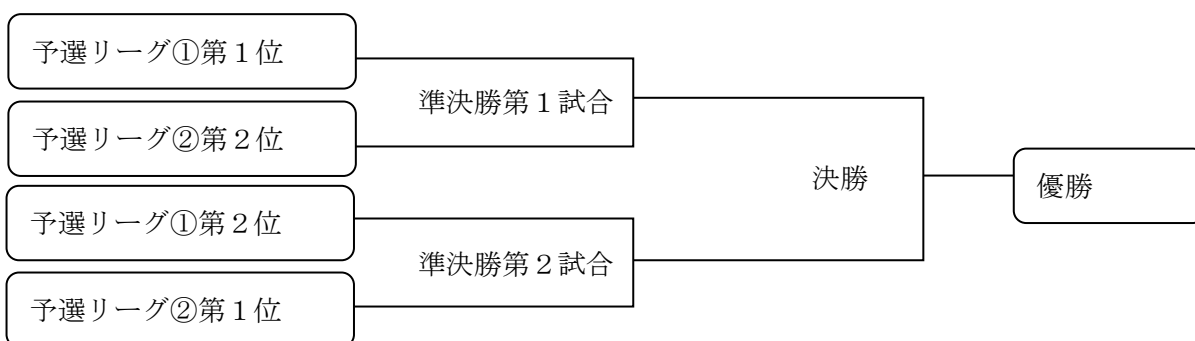 予選リーグ①第１位
準決勝第１試合
予選リーグ②第２位
決勝
優勝
予選リーグ①第２位
準決勝第２試合
予選リーグ②第１位